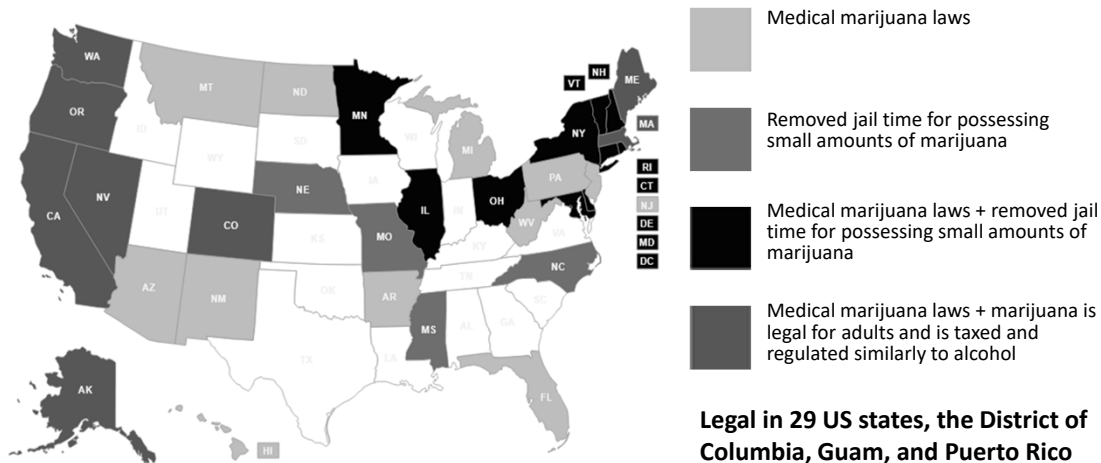 WA
OR
CA
NV
ID
MT
WY
UT
CO
AZ
NM
ND
SD
NE
KS
OK
TX
MN
IA
MO
AR
LA
WI
IL
MI
IN
OH
KY
TN
MS
AL
GA
FL
SC
NC
VA
WV
PA
NY
VT
NH
ME
MA
RI
CT
NJ
DE
MD
DC
AK
HI
Medical marijuana laws
Removed jail time for possessing
small amounts of marijuana
Medical marijuana laws + removed jail
time for possessing small amounts of
marijuana
Medical marijuana laws + marijuana is
legal for adults and is taxed and
regulated similarly to alcohol
Legal in 29 US states, the District of
Columbia, Guam, and Puerto Rico